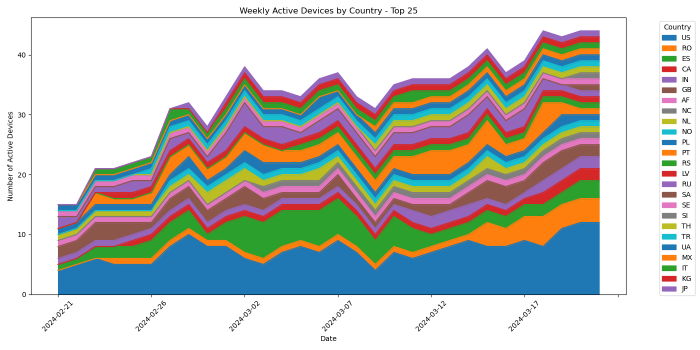 Weekly Active Devices by Country - Top 25
Number of Active Devices
40
30
20
10
0
2024-02-21
2024-02-26
2024-03-02
2024-03-07
2024-03-12
2024-03-17
Date
Country
US
RO
ES
CA
IN
GB
AF
NC
NL
NO
PL
PT
RS
LV
RU
SA
SE
SI
TH
TR
UA
MX
IT
KG
JP